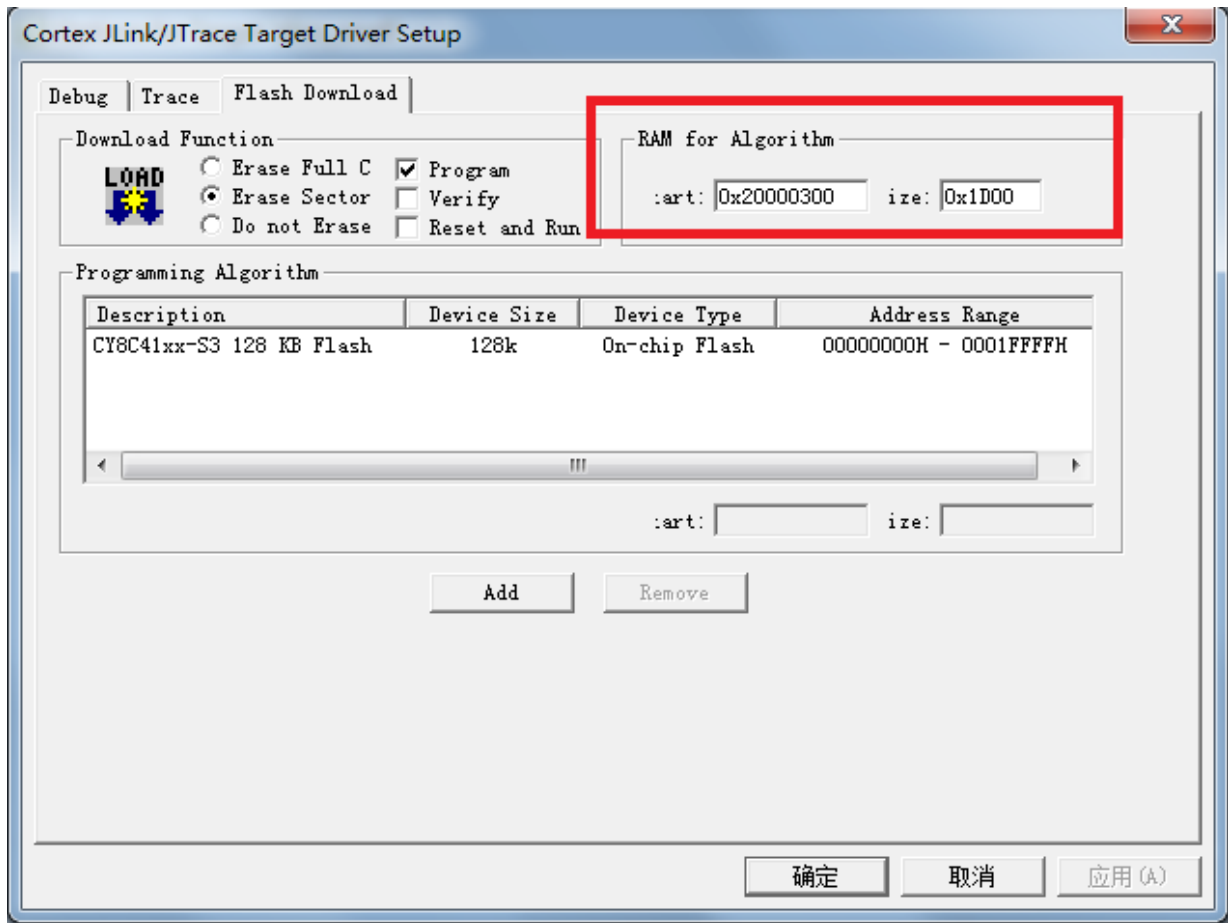 Cortex JLink/JTrace Target Driver Setup
Debug Trace Flash Download
Download Function
LOAD
Erase Full C
Erase Sector
Do not Erase
Program
Verify
Reset and Run
RAM for Algorithm
:art: 0x20000300 ize: 0x1D00
Programming Algorithm
Description Device Size Device Type Address Range
CY8C41xx-S3 128 KB Flash 128k On-chip Flash 00000000H - 0001FFFFH
:art: ize:
Add Remove
确定 取消 应用(A)